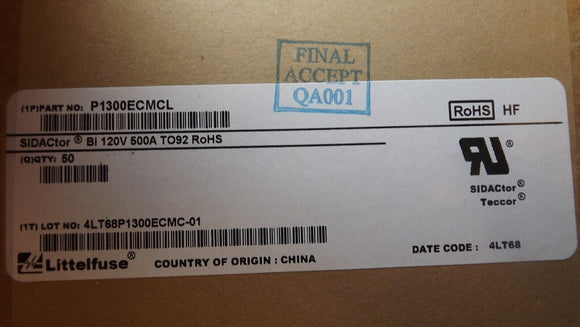 FINAL
ACCEPT
QA001
(1P)PART NO: P1300ECMCL
RoHS HF
SIDACtor ® Bi 120V 500A TO92 RoHS
(Q)QTY: 50
SIDACtor®
Teccor®
(1T) LOT NO: 4LT68P1300ECMC-01
Littelfuse®
COUNTRY OF ORIGIN : CHINA
DATE CODE : 4LT68